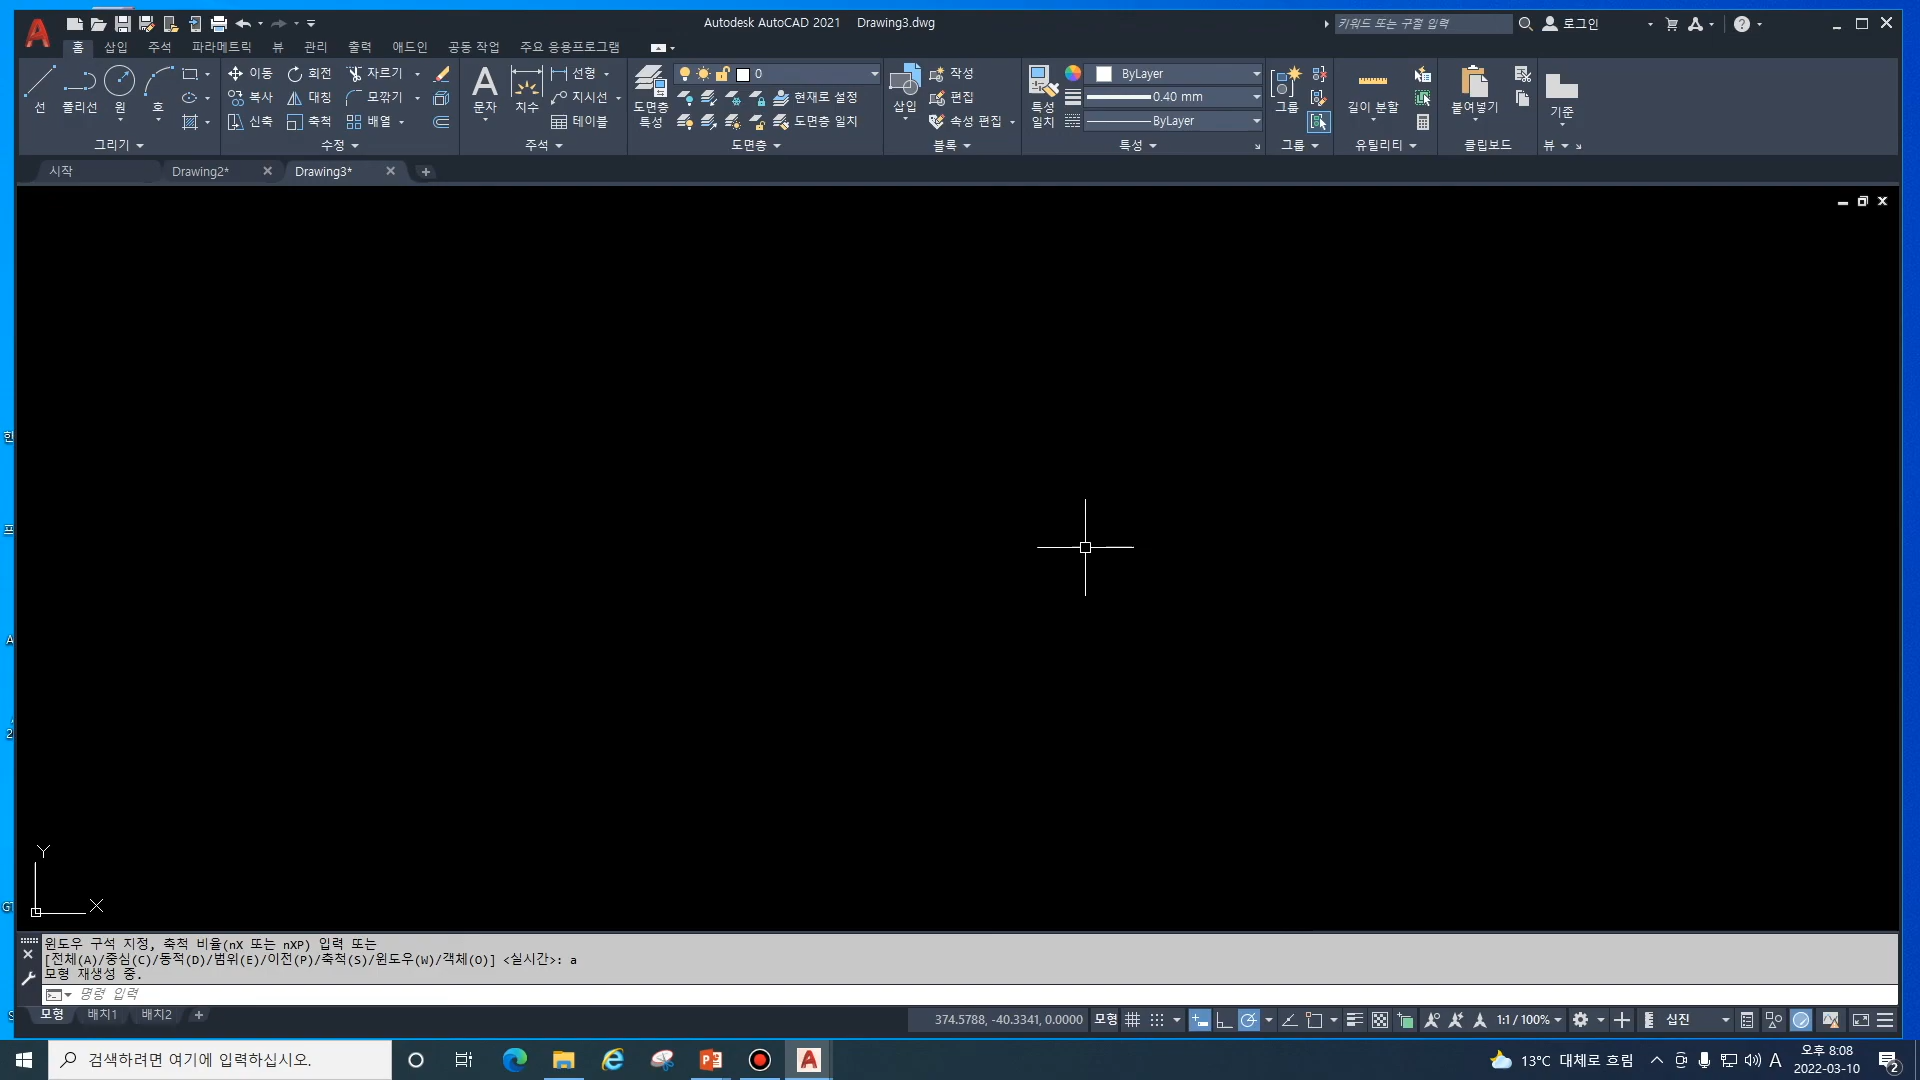 Autodesk AutoCAD 2021 Drawing3.dwg
키워드 또는 구절 입력
로그인
홈 삽입 주석 파라메트릭 뷰 관리 출력 애드인 공동 작업 주요 응용프로그램
선 폴리선 원 호
이동 회전 자르기
복사 대칭 모깎기
신축 축척 배열
문자 치수
선형
지시선
테이블
도면층 특성
0
현재로 설정
도면층 일치
삽입
작성
편집
속성 편집
특성 일치
ByLayer
0.40 mm
ByLayer
그룹
길이 분할
붙여넣기
기준
그리기 수정 주석 도면층 블록 특성 그룹 유틸리티 클립보드 뷰
시작 Drawing2* Drawing3*
한
프
A
2
GT
S
Y
X
윈도우 구석 지정, 축척 비율(nX 또는 nXP) 입력 또는
[전체(A)/중심(C)/동적(D)/범위(E)/이전(P)/축척(S)/윈도우(W)/객체(O)] <실시간>: a
모형 재생성 중.
명령 입력
모형 배치1 배치2
374.5788, -40.3341, 0.0000 모형 1:1 / 100% 십진
검색하려면 여기에 입력하십시오.
13°C 대체로 흐림
A
오후 8:08
2022-03-10
2